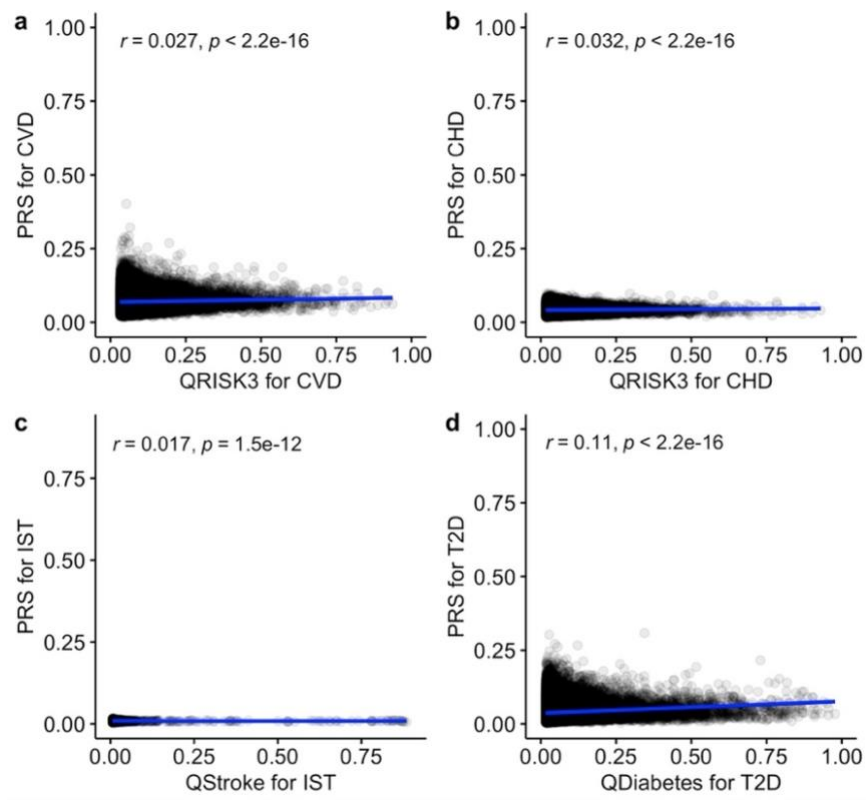 a
r = 0.027, p < 2.2e-16
1.00
0.75
0.50
0.25
0.00
PRS for CVD
0.00 0.25 0.50 0.75 1.00
QRISK3 for CVD
b
r = 0.032, p < 2.2e-16
1.00
0.75
0.50
0.25
0.00
PRS for CHD
0.00 0.25 0.50 0.75 1.00
QRISK3 for CHD
c
r = 0.017, p = 1.5e-12
0.75
0.50
0.25
0.00
PRS for IST
0.00 0.25 0.50 0.75
QStroke for IST
d
r = 0.11, p < 2.2e-16
1.00
0.75
0.50
0.25
0.00
PRS for T2D
0.00 0.25 0.50 0.75 1.00
QDiabetes for T2D